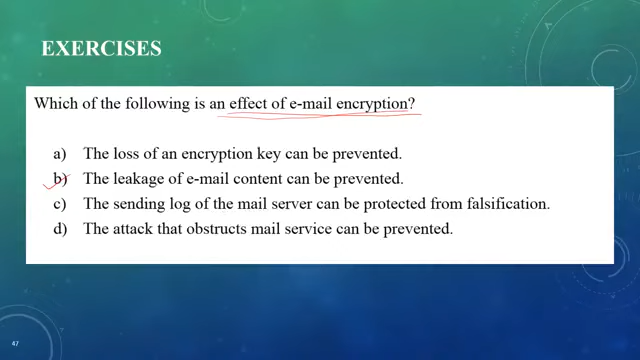 EXERCISES
Which of the following is an effect of e-mail encryption?
a) The loss of an encryption key can be prevented.
b) The leakage of e-mail content can be prevented.
c) The sending log of the mail server can be protected from falsification.
d) The attack that obstructs mail service can be prevented.
47